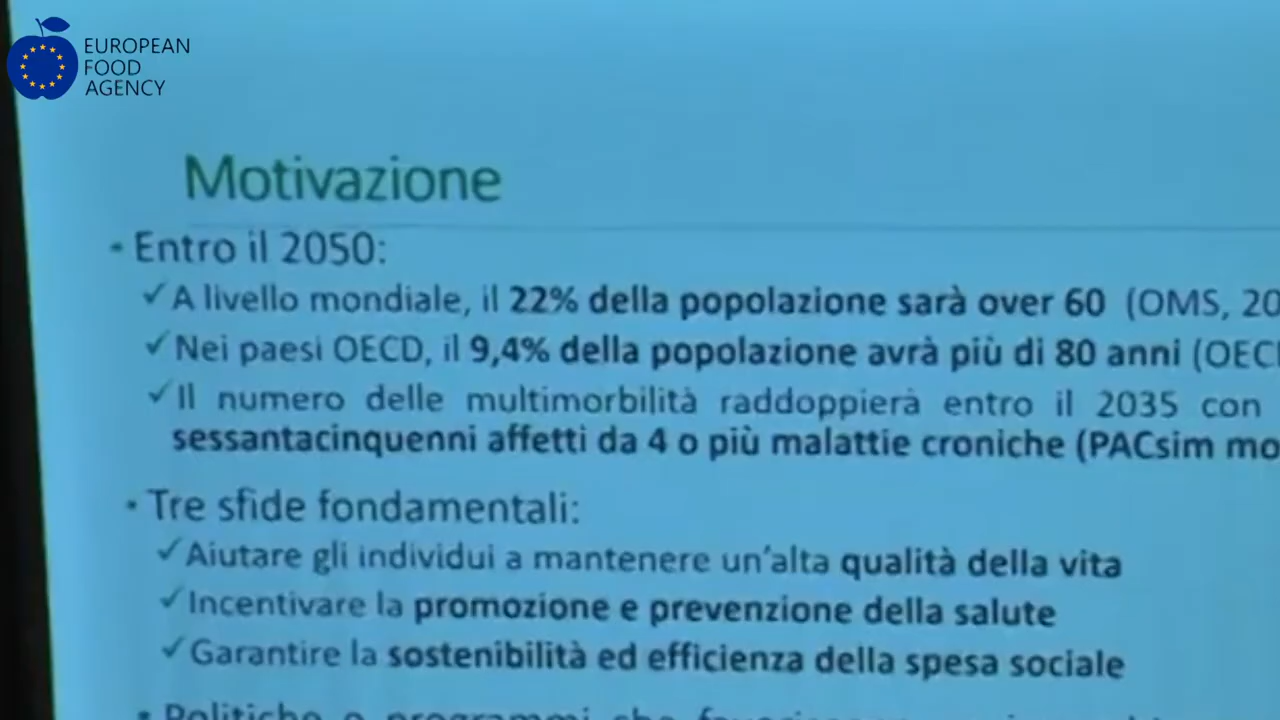 EUROPEAN
FOOD
AGENCY
Motivazione
• Entro il 2050:
✓A livello mondiale, il 22% della popolazione sarà over 60 (OMS, 20
✓Nei paesi OECD, il 9,4% della popolazione avrà più di 80 anni (OEC
✓Il numero delle multimorbilità raddoppierà entro il 2035 con
sessantacinquenni affetti da 4 o più malattie croniche (PACsim mo
• Tre sfide fondamentali:
✓Aiutare gli individui a mantenere un'alta qualità della vita
✓Incentivare la promozione e prevenzione della salute
✓Garantire la sostenibilità ed efficienza della spesa sociale
• Politiche e programmi che